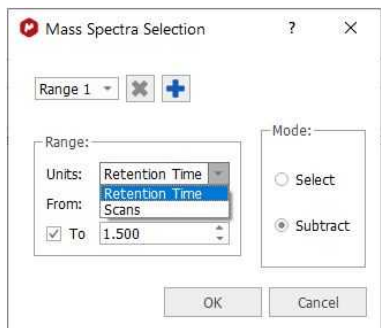 Mass Spectra Selection ? ×
Range 1
Range:
Units: Retention Time
Retention Time
Scans
From:
To 1.500
Mode:
Select
Subtract
OK Cancel